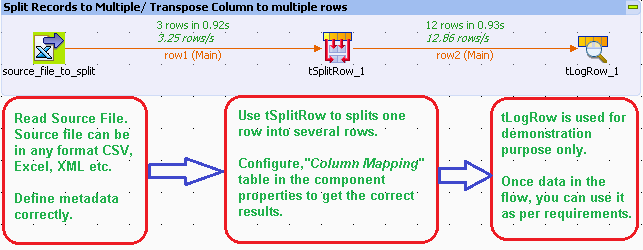 Split Records to Multiple/ Transpose Column to multiple rows
3 rows in 0.92s
3.25 rows/s
row1 (Main)
12 rows in 0.93s
12.86 rows/s
row2 (Main)
source_file_to_split
tSplitRow_1
tLogRow_1
Read Source File.
Source file can be
in any format CSV,
Excel, XML etc.
Define metadata
correctly.
Use tSplitRow to splits one
row into several rows.
Configure,"Column Mapping"
table in the component
properties to get the correct
results.
tLogRow is used for
demonstration
purpose only.
Once data in the
flow, you can use it
as per requirements.